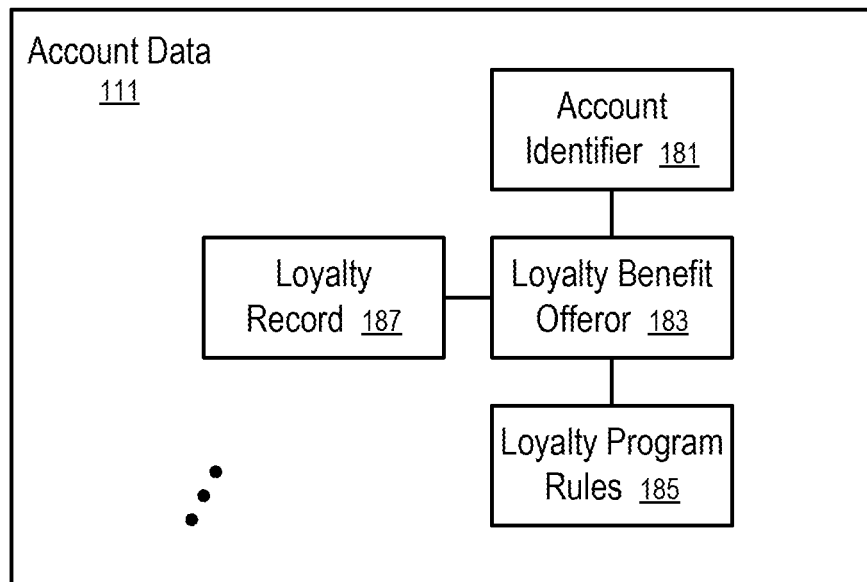 Account Data
111
Account
Identifier 181
Loyalty
Record 187
Loyalty Benefit
Offeror 183
Loyalty Program
Rules 185